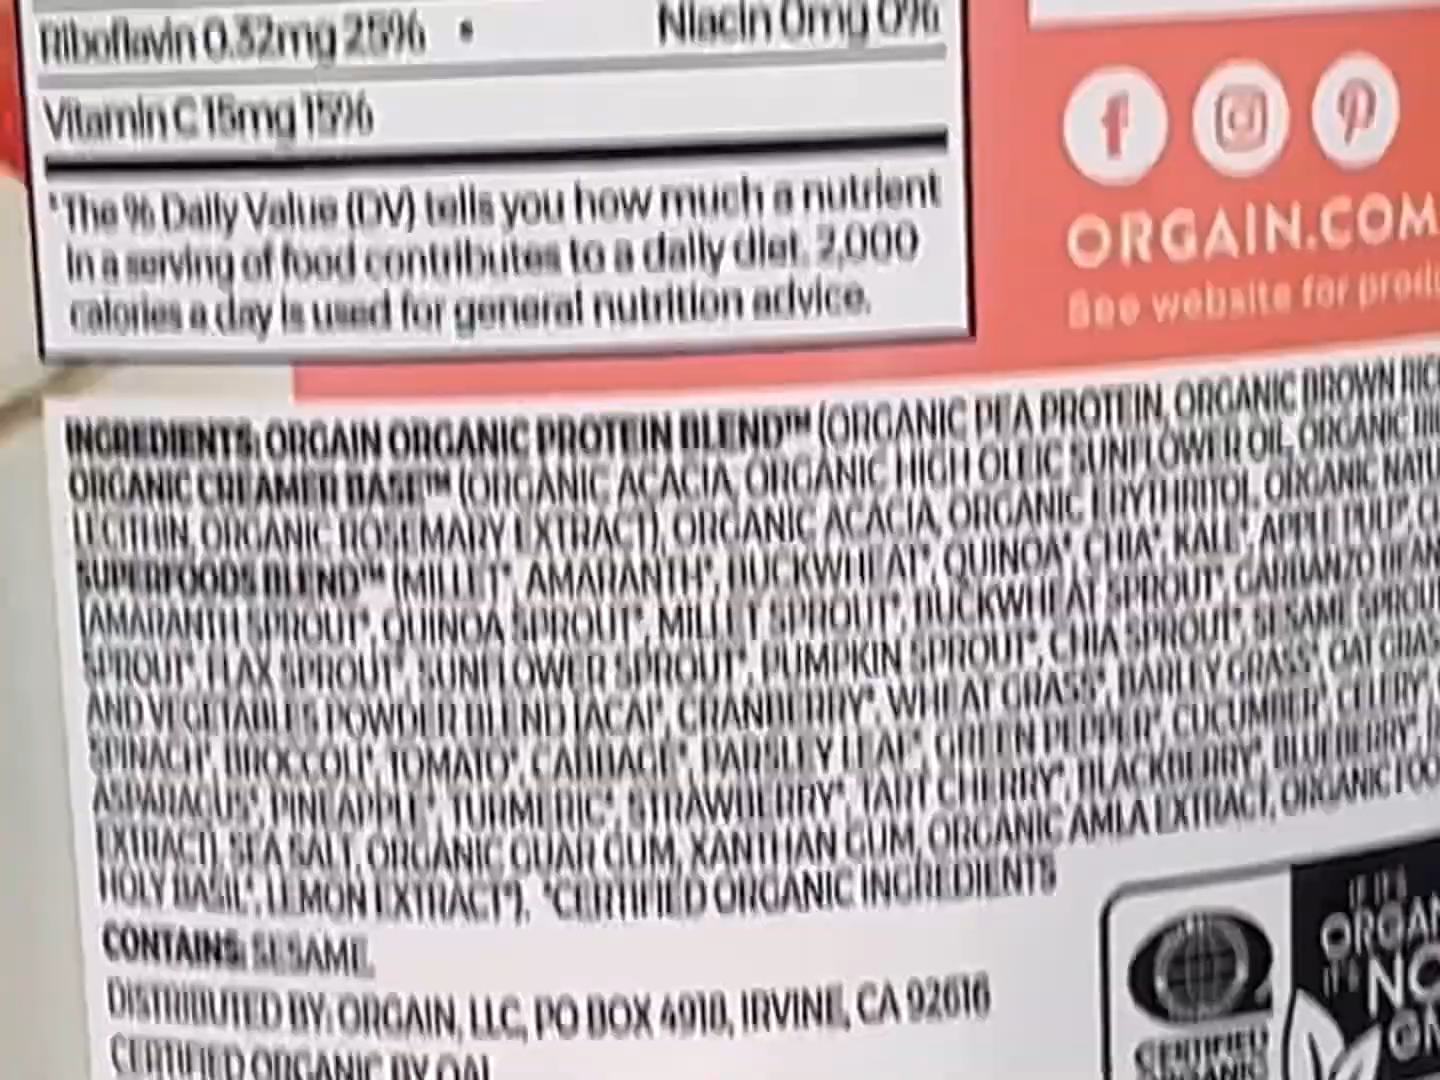 Riboflavin 0.32mg 25% • Niacin 0mg 0%
Vitamin C 15mg 15%
*The % Daily Value (DV) tells you how much a nutrient
in a serving of food contributes to a daily diet. 2,000
calories a day is used for general nutrition advice.
ORGAIN.COM
See website for
INGREDIENTS: ORGAIN ORGANIC PROTEIN BLEND™ (ORGANIC PEA PROTEIN, ORGANIC BROWN
ORGANIC CREAMER BASE™ (ORGANIC ACACIA, ORGANIC HIGH OLEIC SUNFLOWER OIL, ORGANIC
LECITHIN, ORGANIC ROSEMARY EXTRACT), ORGANIC ACACIA, ORGANIC ERYTHRITOL, ORGANIC
SUPERFOODS BLEND™ (MILLET*, AMARANTH*, BUCKWHEAT*, QUINOA*, CHIA*, KALE*, APPLE PULP*,
(AMARANTH SPROUT*, QUINOA SPROUT*, MILLET SPROUT*, BUCKWHEAT SPROUT*, GARBANZO BEAN
SPROUT*, FLAX SPROUT*, SUNFLOWER SPROUT*, PUMPKIN SPROUT*, CHIA SPROUT*, SESAME SPROUT
AND VEGETABLES POWDER BLEND [ACAI*, CRANBERRY*, WHEAT GRASS*, BARLEY GRASS*, OAT
SPINACH*, BROCCOLI*, TOMATO*, CABBAGE*, PARSLEY LEAF*, GREEN PEPPER*, CUCUMBER*, CELERY*,
ASPARAGUS*, PINEAPPLE*, TURMERIC*, STRAWBERRY*, TART CHERRY*, BLACKBERRY*, BLUEBERRY*,
EXTRACT), SEA SALT, ORGANIC GUAR GUM, XANTHAN GUM, ORGANIC AMLA EXTRACT, ORGANIC
HOLY BASIL*, LEMON EXTRACT*). *CERTIFIED ORGANIC INGREDIENTS
CONTAINS: SESAME.
DISTRIBUTED BY: ORGAIN, LLC, PO BOX 4918, IRVINE, CA 92616
CERTIFIED ORGANIC BY QAI
CERTIFIED
ORGANIC